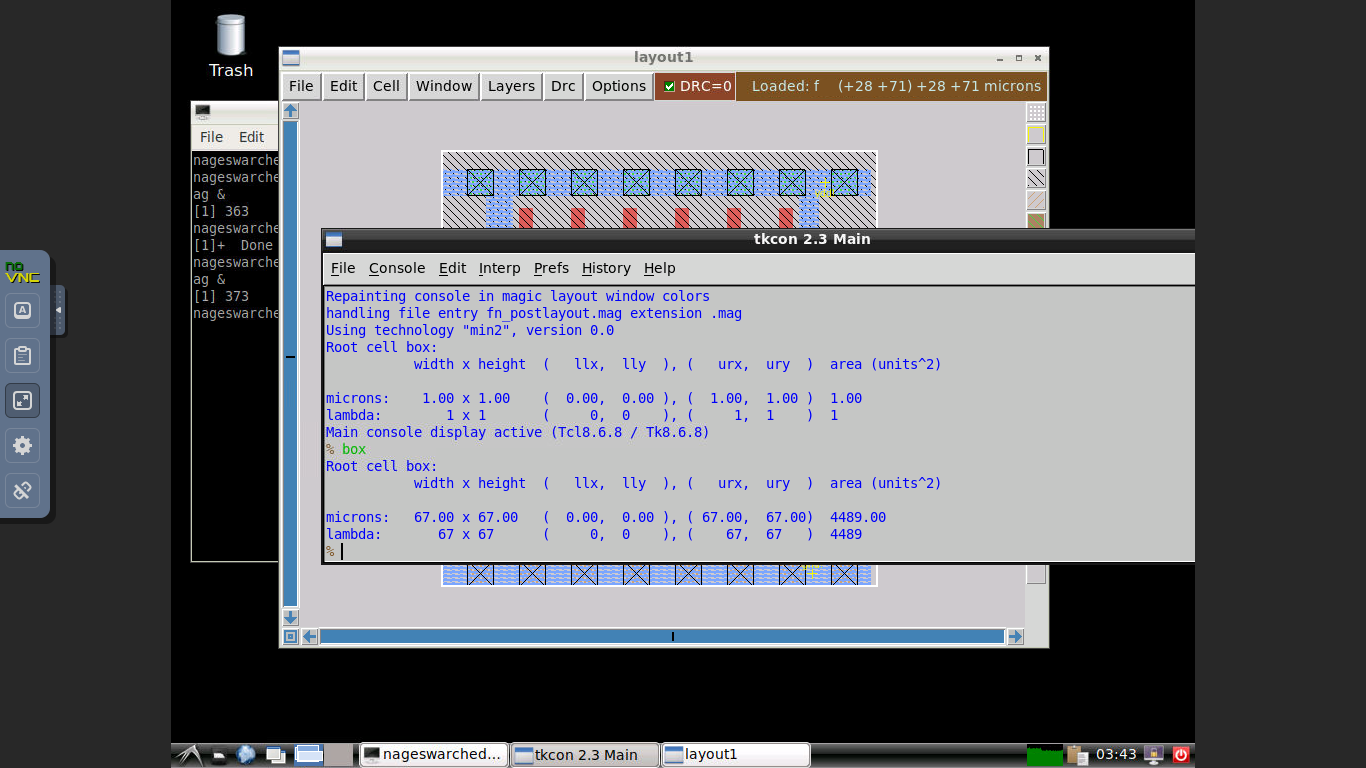 Trash
layout1
File Edit Cell Window Layers Drc Options DRC=0 Loaded: f (+28 +71) +28 +71 microns
File Edit
nageswarche
nageswarche
ag &
[1] 363
nageswarche
[1]+ Done
nageswarche
ag &
[1] 373
nageswarche
no
VNC
A
tkcon 2.3 Main
File Console Edit Interp Prefs History Help
Repainting console in magic layout window colors
handling file entry fn_postlayout.mag extension .mag
Using technology "min2", version 0.0
Root cell box:
width x height ( llx, lly ), ( urx, ury ) area (units^2)
microns: 1.00 x 1.00 ( 0.00, 0.00 ), ( 1.00, 1.00 ) 1.00
lambda: 1 x 1 ( 0, 0 ), ( 1, 1 ) 1
Main console display active (Tcl8.6.8 / Tk8.6.8)
% box
Root cell box:
width x height ( llx, lly ), ( urx, ury ) area (units^2)
microns: 67.00 x 67.00 ( 0.00, 0.00 ), ( 67.00, 67.00) 4489.00
lambda: 67 x 67 ( 0, 0 ), ( 67, 67 ) 4489
%
nageswarched... tkcon 2.3 Main layout1 03:43